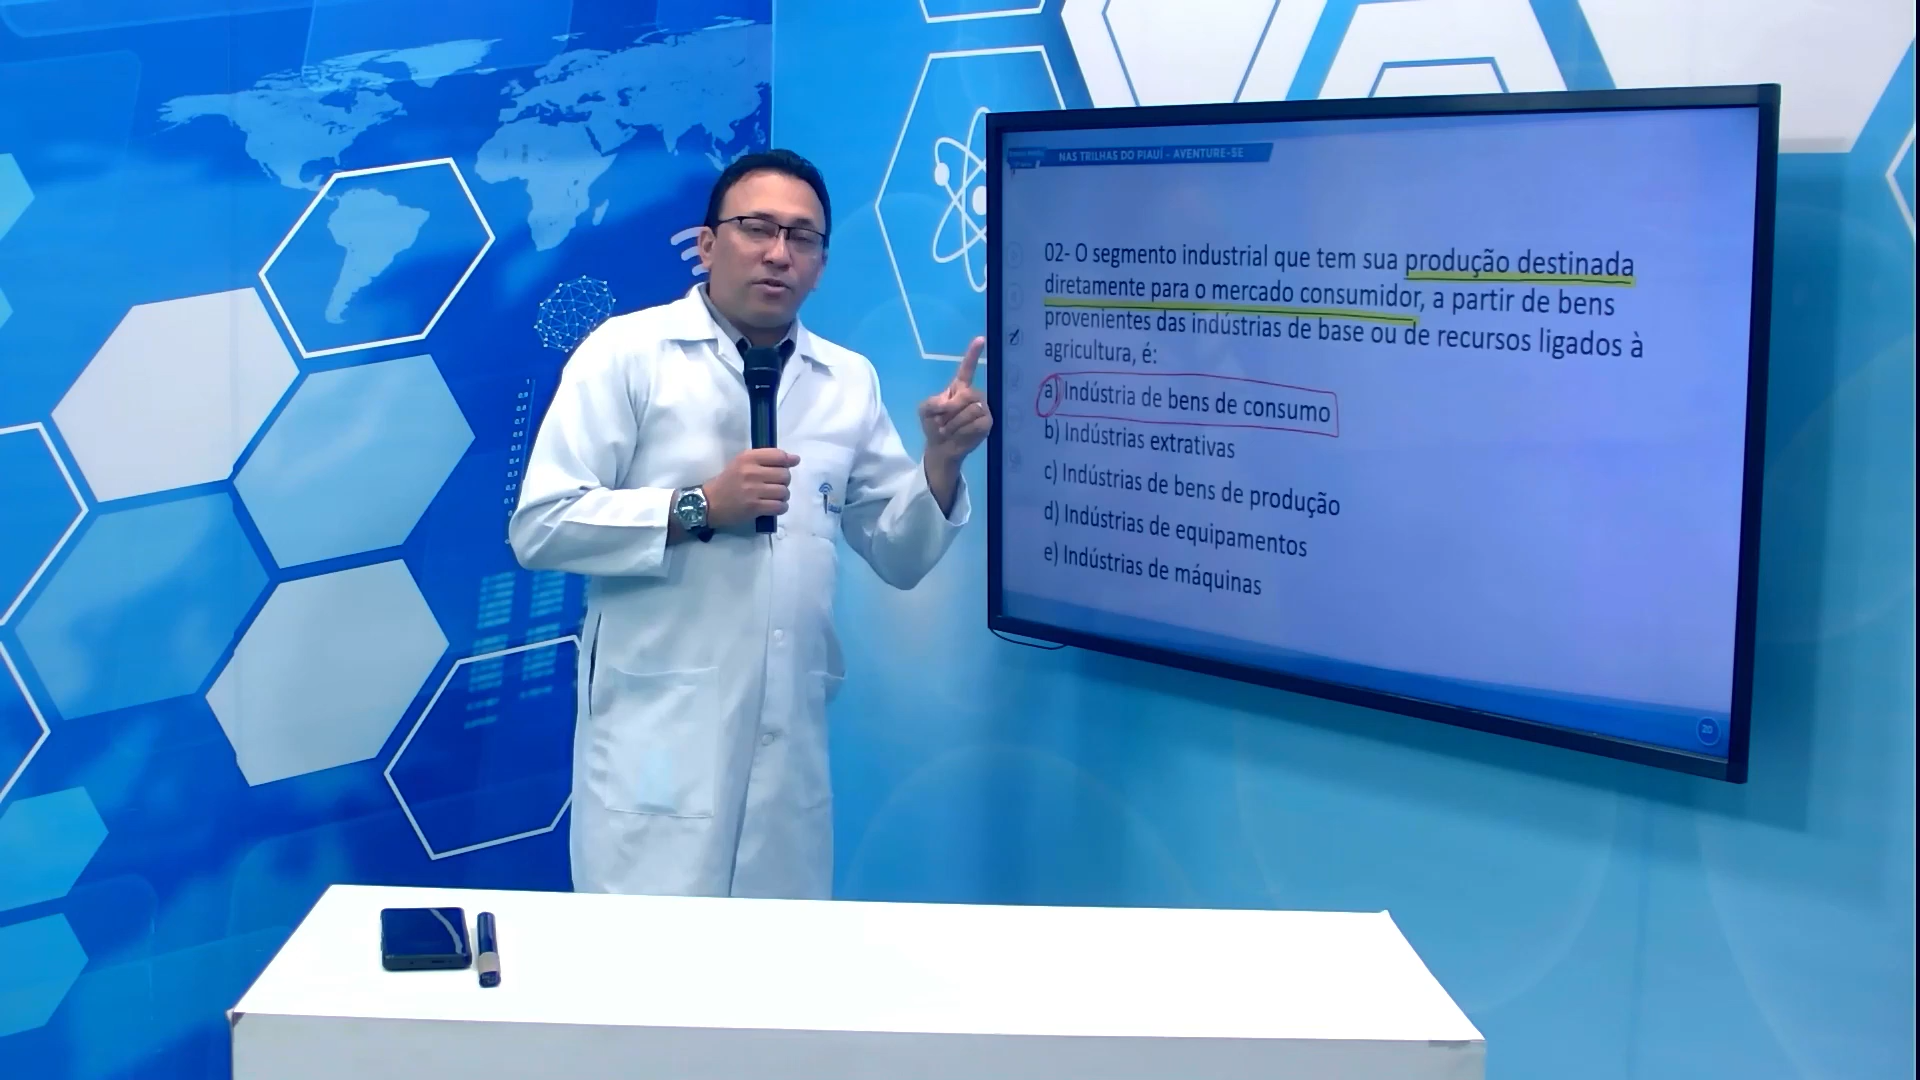 NAS TRILHAS DO PIAUÍ - AVENTURE-SE
02- O segmento industrial que tem sua produção destinada
diretamente para o mercado consumidor, a partir de bens
provenientes das indústrias de base ou de recursos ligados à
agricultura, é:
a) Indústria de bens de consumo
b) Indústrias extrativas
c) Indústrias de bens de produção
d) Indústrias de equipamentos
e) Indústrias de máquinas
20